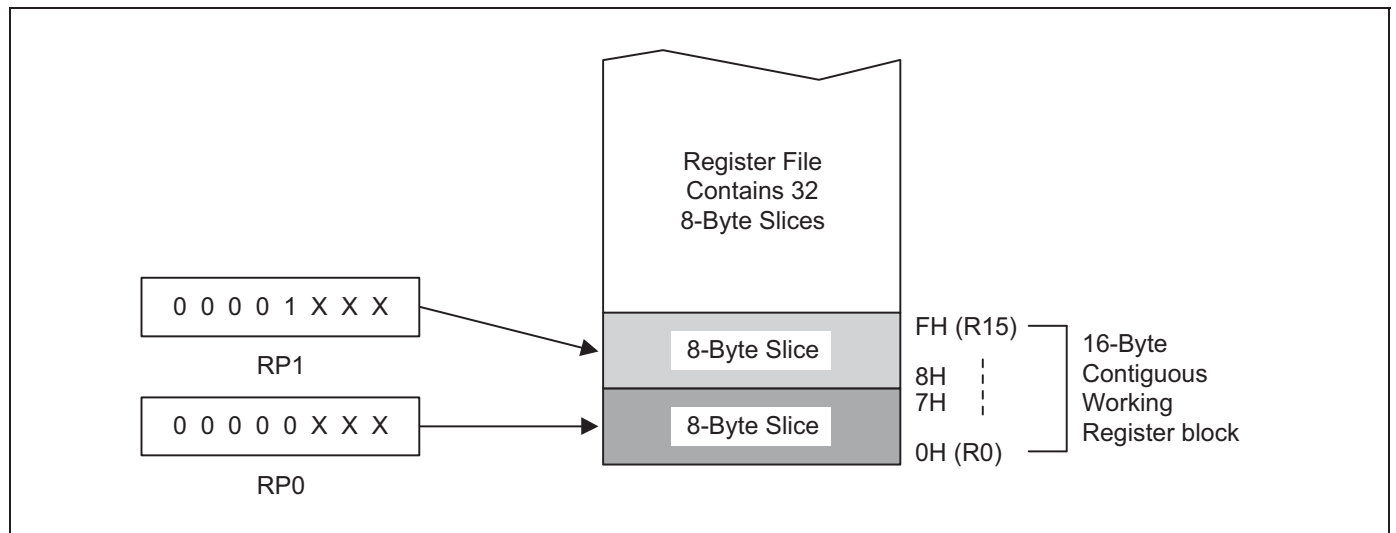 Register File
Contains 32
8-Byte Slices
0 0 0 0 1 X X X
RP1
0 0 0 0 0 X X X
RP0
8-Byte Slice
8-Byte Slice
FH (R15)
8H
7H
0H (R0)
16-Byte
Contiguous
Working
Register block